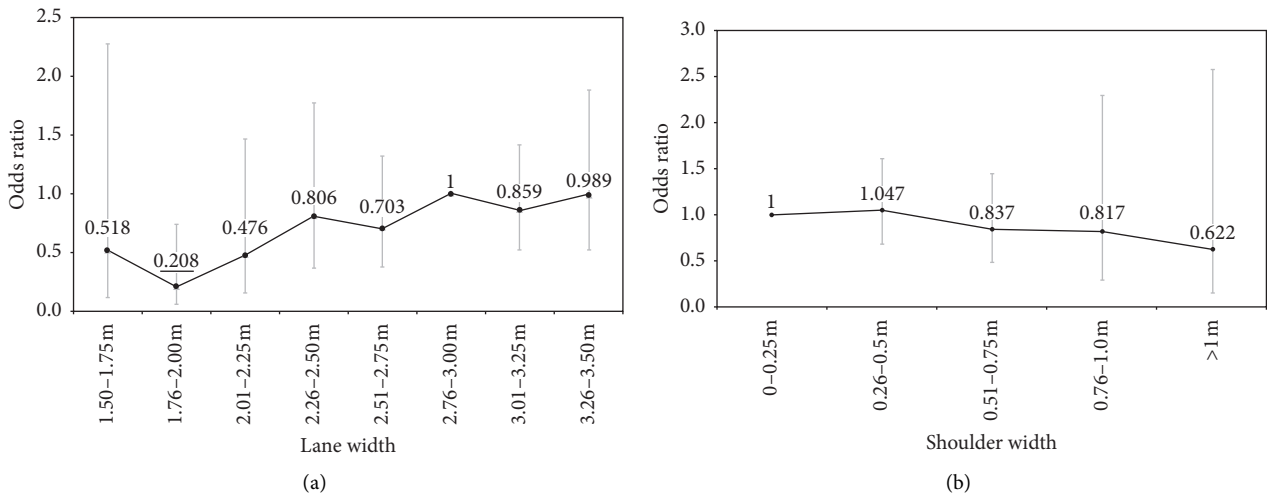 2.5
2.0
1.5
1.0
0.5
0.0
Odds ratio
0.518
0.208
0.476
0.806
0.703
1
0.859
0.989
1.50–1.75 m
1.76–2.00 m
2.01–2.25 m
2.26–2.50 m
2.51–2.75 m
2.76–3.00 m
3.01–3.25 m
3.26–3.50 m
Lane width
(a)
3.0
2.5
2.0
1.5
1.0
0.5
0.0
Odds ratio
1
1.047
0.837
0.817
0.622
0–0.25 m
0.26–0.5 m
0.51–0.75 m
0.76–1.0 m
>1 m
Shoulder width
(b)